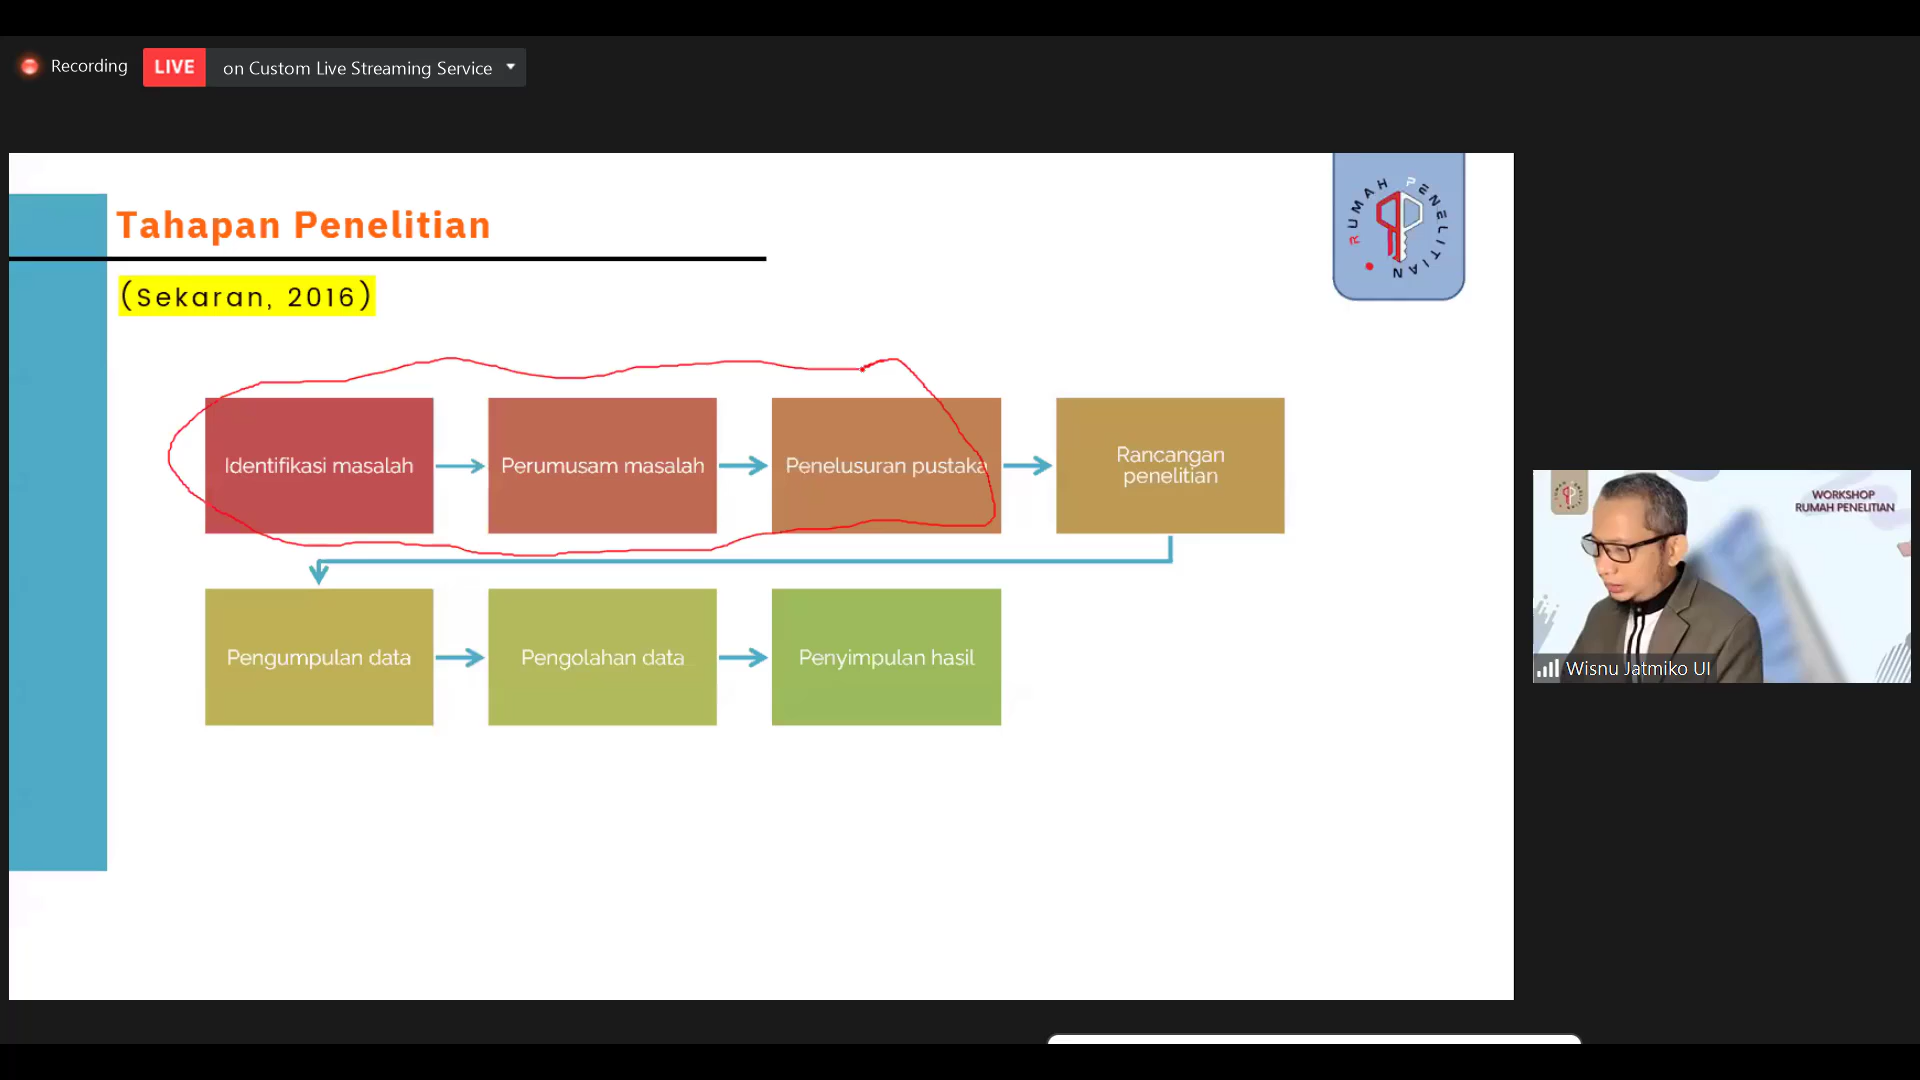 Recording
LIVE
on Custom Live Streaming Service
Tahapan Penelitian
(Sekaran, 2016)
RUMAH PENELITIAN
Identifikasi masalah
Perumusam masalah
Penelusuran pustaka
Rancangan
penelitian
Pengumpulan data
Pengolahan data
Penyimpulan hasil
WORKSHOP
RUMAH PENELITIAN
Wisnu Jatmiko UI